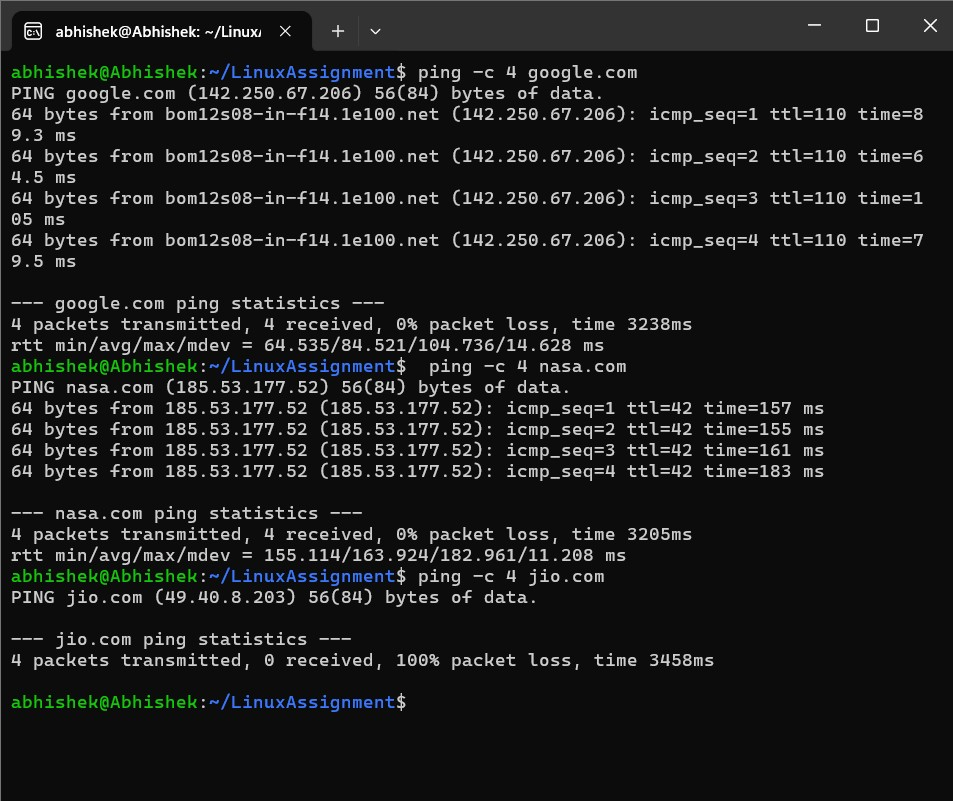 abhishek@Abhishek: ~/Linux/
abhishek@Abhishek:~/LinuxAssignment$ ping -c 4 google.com
PING google.com (142.250.67.206) 56(84) bytes of data.
64 bytes from bom12s08-in-f14.1e100.net (142.250.67.206): icmp_seq=1 ttl=110 time=8
9.3 ms
64 bytes from bom12s08-in-f14.1e100.net (142.250.67.206): icmp_seq=2 ttl=110 time=6
4.5 ms
64 bytes from bom12s08-in-f14.1e100.net (142.250.67.206): icmp_seq=3 ttl=110 time=1
05 ms
64 bytes from bom12s08-in-f14.1e100.net (142.250.67.206): icmp_seq=4 ttl=110 time=7
9.5 ms
--- google.com ping statistics ---
4 packets transmitted, 4 received, 0% packet loss, time 3238ms
rtt min/avg/max/mdev = 64.535/84.521/104.736/14.628 ms
abhishek@Abhishek:~/LinuxAssignment$  ping -c 4 nasa.com
PING nasa.com (185.53.177.52) 56(84) bytes of data.
64 bytes from 185.53.177.52 (185.53.177.52): icmp_seq=1 ttl=42 time=157 ms
64 bytes from 185.53.177.52 (185.53.177.52): icmp_seq=2 ttl=42 time=155 ms
64 bytes from 185.53.177.52 (185.53.177.52): icmp_seq=3 ttl=42 time=161 ms
64 bytes from 185.53.177.52 (185.53.177.52): icmp_seq=4 ttl=42 time=183 ms
--- nasa.com ping statistics ---
4 packets transmitted, 4 received, 0% packet loss, time 3205ms
rtt min/avg/max/mdev = 155.114/163.924/182.961/11.208 ms
abhishek@Abhishek:~/LinuxAssignment$ ping -c 4 jio.com
PING jio.com (49.40.8.203) 56(84) bytes of data.
--- jio.com ping statistics ---
4 packets transmitted, 0 received, 100% packet loss, time 3458ms
abhishek@Abhishek:~/LinuxAssignment$